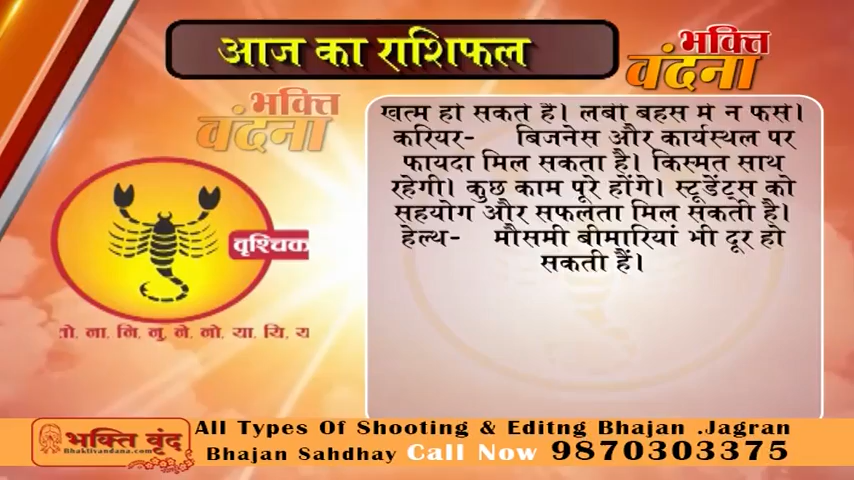 आज का राशिफल
भक्ति
वंदना
भक्ति
वंदना
खत्म हो सकते हैं। लंबी बहस में न फंसें।
करियर- बिजनेस और कार्यस्थल पर
फायदा मिल सकता है। किस्मत साथ
रहेगी। कुछ काम पूरे होंगे। स्टूडेंट्स को
सहयोग और सफलता मिल सकती है।
हेल्थ- मौसमी बीमारियां भी दूर हो
सकती हैं।
वृश्चिक
ना, नि, नु, ने, नो, या, यि,
भक्ति वृंद
Bhaktivandana.com
All Types Of Shooting & Editng Bhajan .Jagran
Bhajan Sahdhay Call Now 9870303375